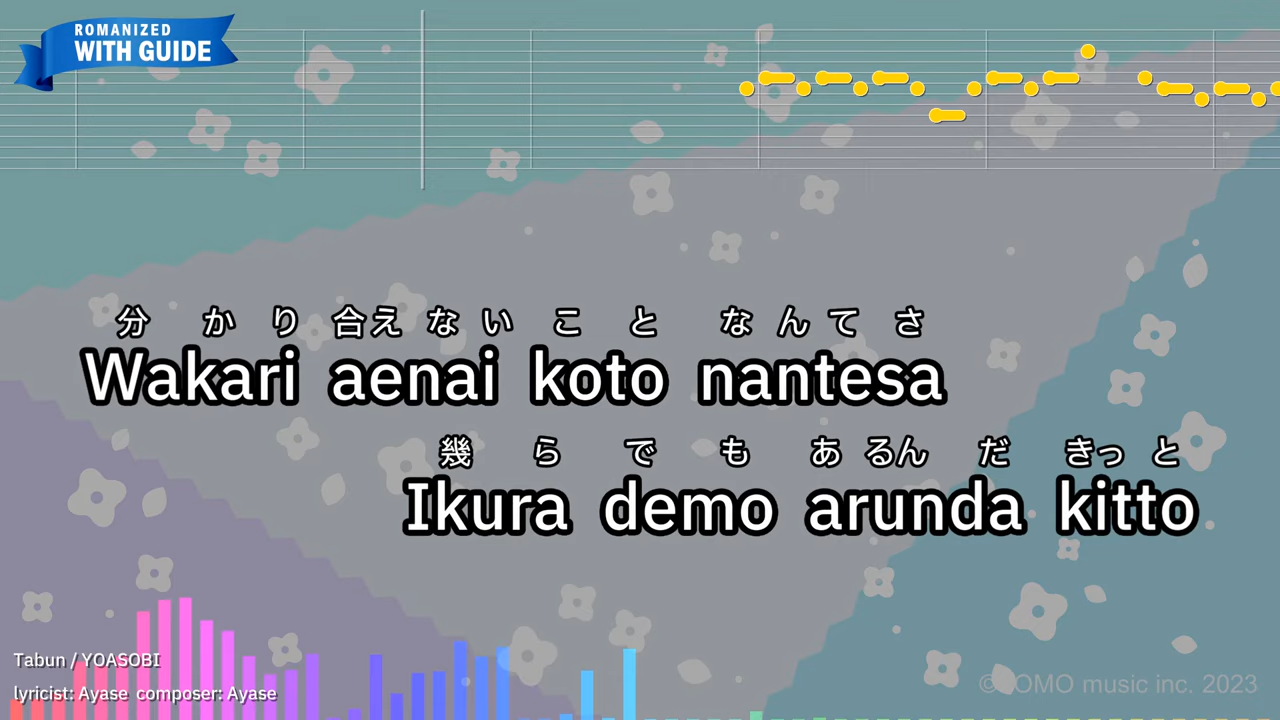 ROMANIZED
WITH GUIDE
分かり合えないことなんてさ
Wakari aenai koto nantesa
幾らでもあるんだきっと
Ikura demo arunda kitto
Tabun / YOASOBI
lyricist: Ayase composer: Ayase
music inc. 2023